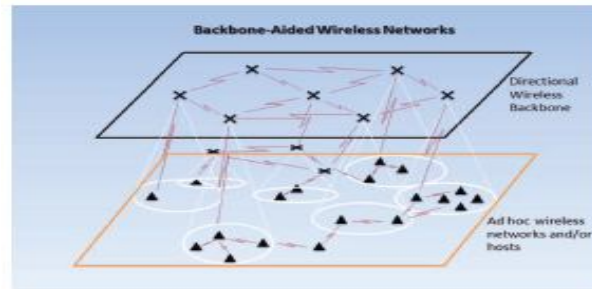 Backbone-Aided Wireless Networks
Directional
Wireless
Backbone
Ad hoc wireless
networks and/or
hosts